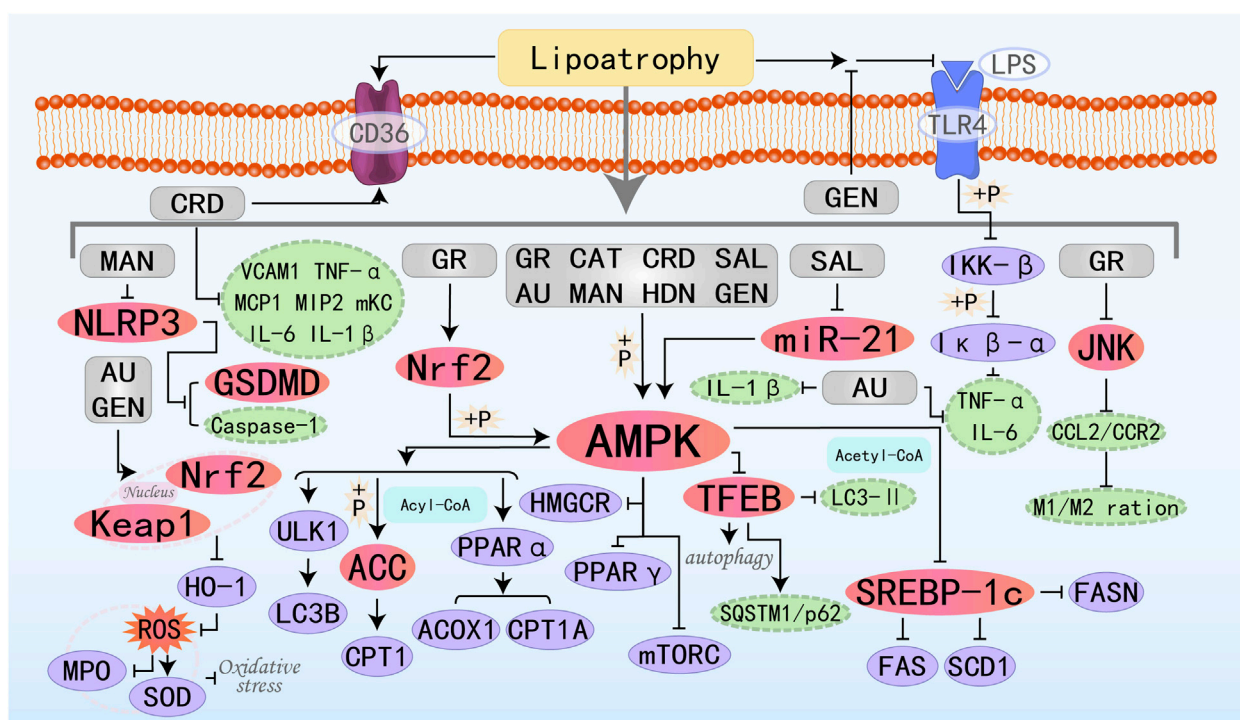 Lipoatrophy
LPS
CD36
TLR4
CRD
GEN
+P
MAN
VCAM1 TNF-α
MCP1 MIP2 mKC
IL-6 IL-1β
GR
GR CAT CRD SAL
AU MAN HDN GEN
SAL
IKK-β
GR
+P
NLRP3
+
P
miR-21
Iκβ-α
JNK
Nrf2
AU
GEN
GSDMD
Caspase-1
IL-1β
AU
TNF-α
IL-6
+P
AMPK
CCL2/CCR2
Acetyl-CoA
Nrf2
Nucleus
Keap1
+
P
Acyl-CoA
HMGCR
TFEB
LC3-II
M1/M2 ration
ULK1
PPARα
autophagy
ACC
PPARγ
HO-1
SREBP-1c
FASN
LC3B
SQSTM1/p62
ROS
ACOX1
CPT1A
CPT1
mTORC
MPO
SOD
Oxidative
stress
FAS
SCD1